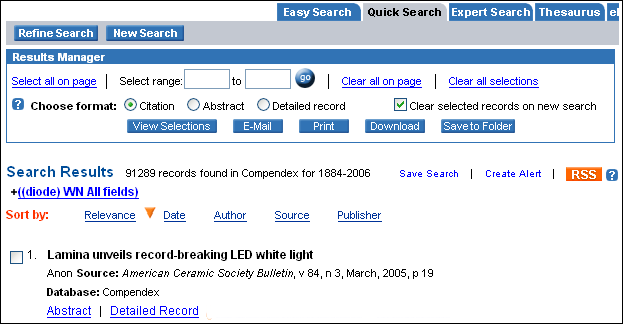 Easy Search Quick Search Expert Search Thesaurus
Refine Search New Search
Results Manager
Select all on page Select range: to go Clear all on page Clear all selections
? Choose format: Citation Abstract Detailed record Clear selected records on new search
View Selections E-Mail Print Download Save to Folder
Search Results 91289 records found in Compendex for 1884-2006 Save Search | Create Alert | RSS ?
+((diode) WN All fields)
Sort by: Relevance Date Author Source Publisher
1. Lamina unveils record-breaking LED white light
Anon Source: American Ceramic Society Bulletin, v 84, n 3, March, 2005, p 19
Database: Compendex
Abstract | Detailed Record